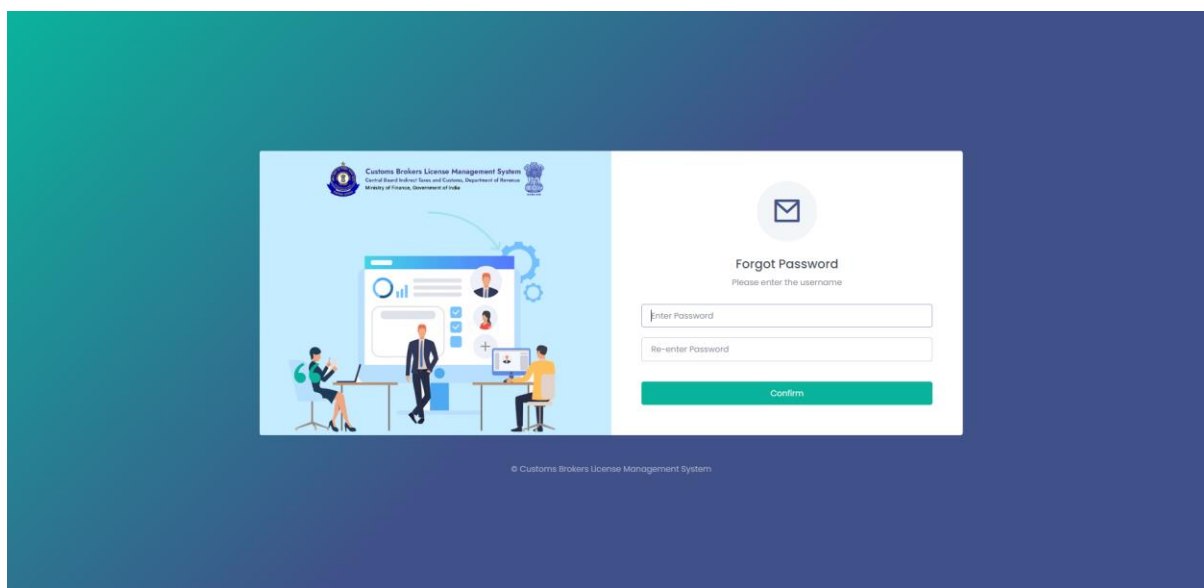 Customs Brokers License Management System
Central Board Indirect Taxes and Customs, Department of Revenue
Ministry of Finance, Government of India
Forgot Password
Please enter the username
Enter Password
Re-enter Password
Confirm
© Customs Brokers License Management System